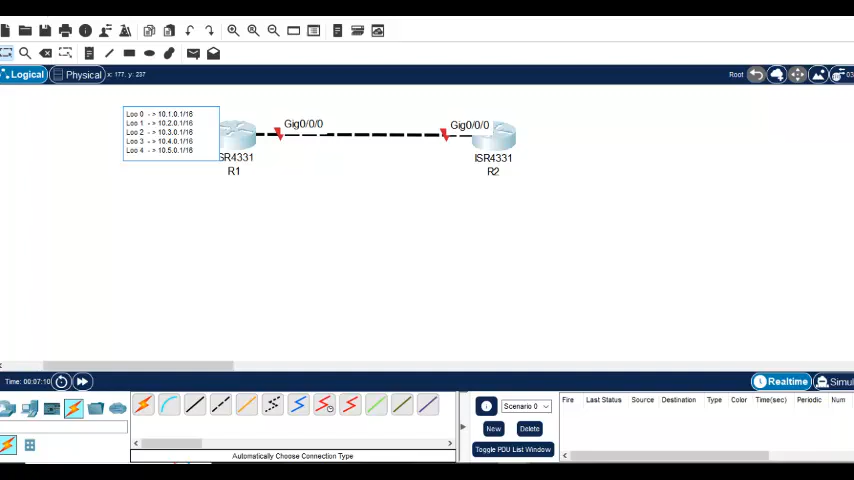 Logical
Physical
x: 177, y: 237
Root
03
Loo 0 -> 10.1.0.1/16
Loo 1 -> 10.2.0.1/16
Loo 2 -> 10.3.0.1/16
Loo 3 -> 10.4.0.1/16
Loo 4 -> 10.5.0.1/16
Gig0/0/0
Gig0/0/0
SR4331
R1
ISR4331
R2
Time: 00:07:10
Realtime
Simul
Scenario 0
New
Delete
Toggle PDU List Window
Fire
Last Status
Source
Destination
Type
Color
Time(sec)
Periodic
Num
Automatically Choose Connection Type